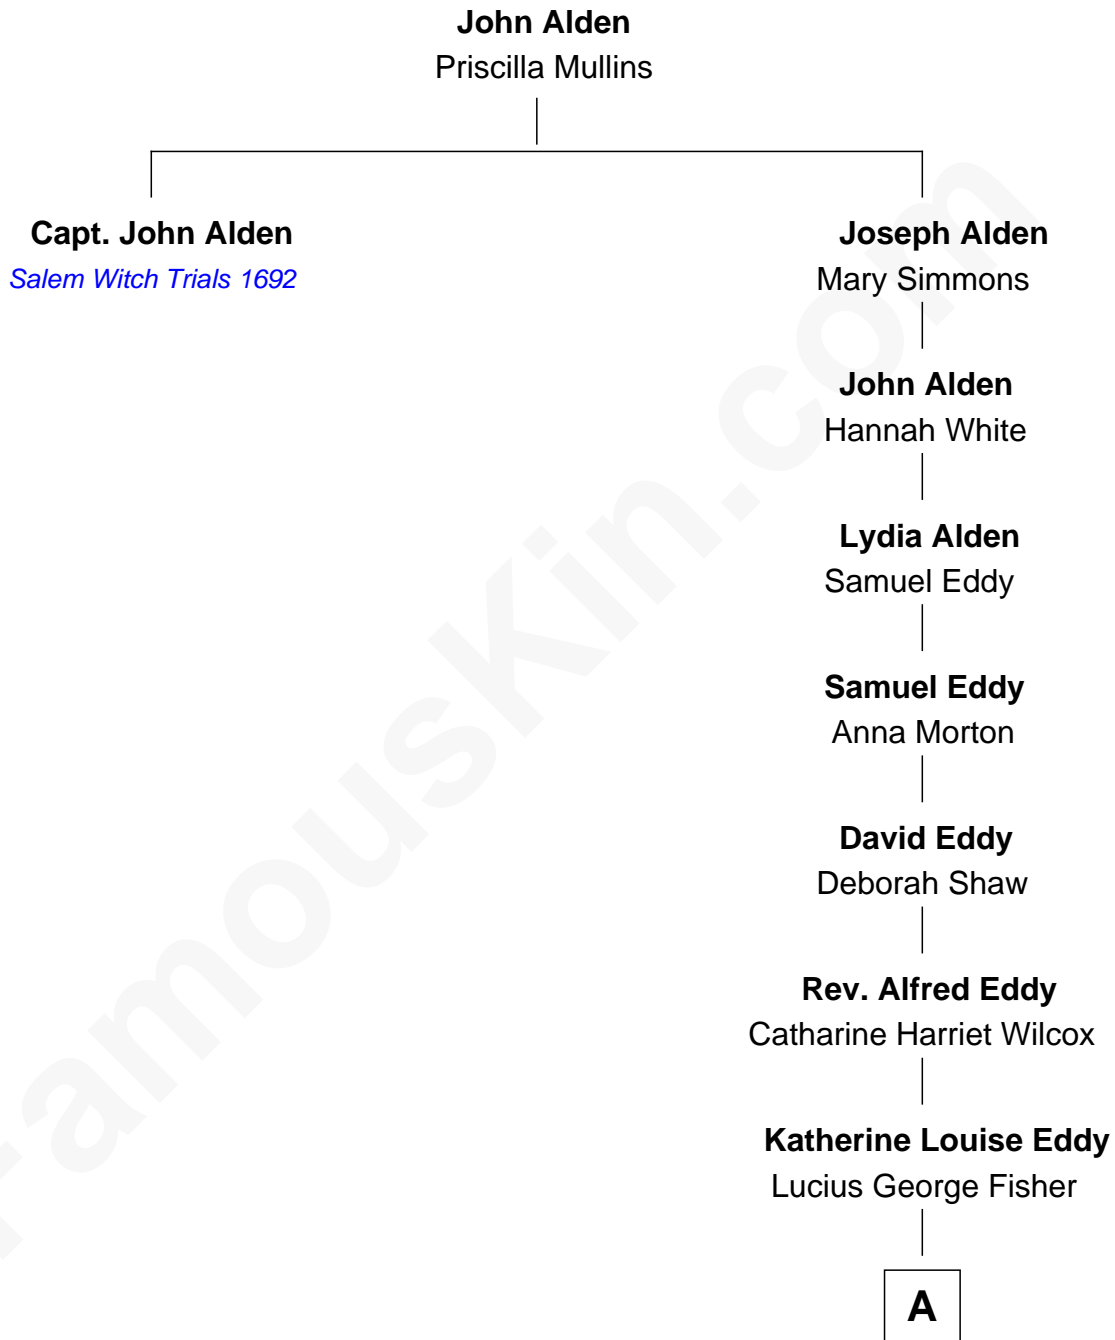 John Alden
Priscilla Mullins
Capt. John Alden
Salem Witch Trials 1692
Joseph Alden
Mary Simmons
John Alden
Hannah White
Lydia Alden
Samuel Eddy
Samuel Eddy
Anna Morton
David Eddy
Deborah Shaw
Rev. Alfred Eddy
Catharine Harriet Wilcox
Katherine Louise Eddy
Lucius George Fisher
A
FamousKin.com